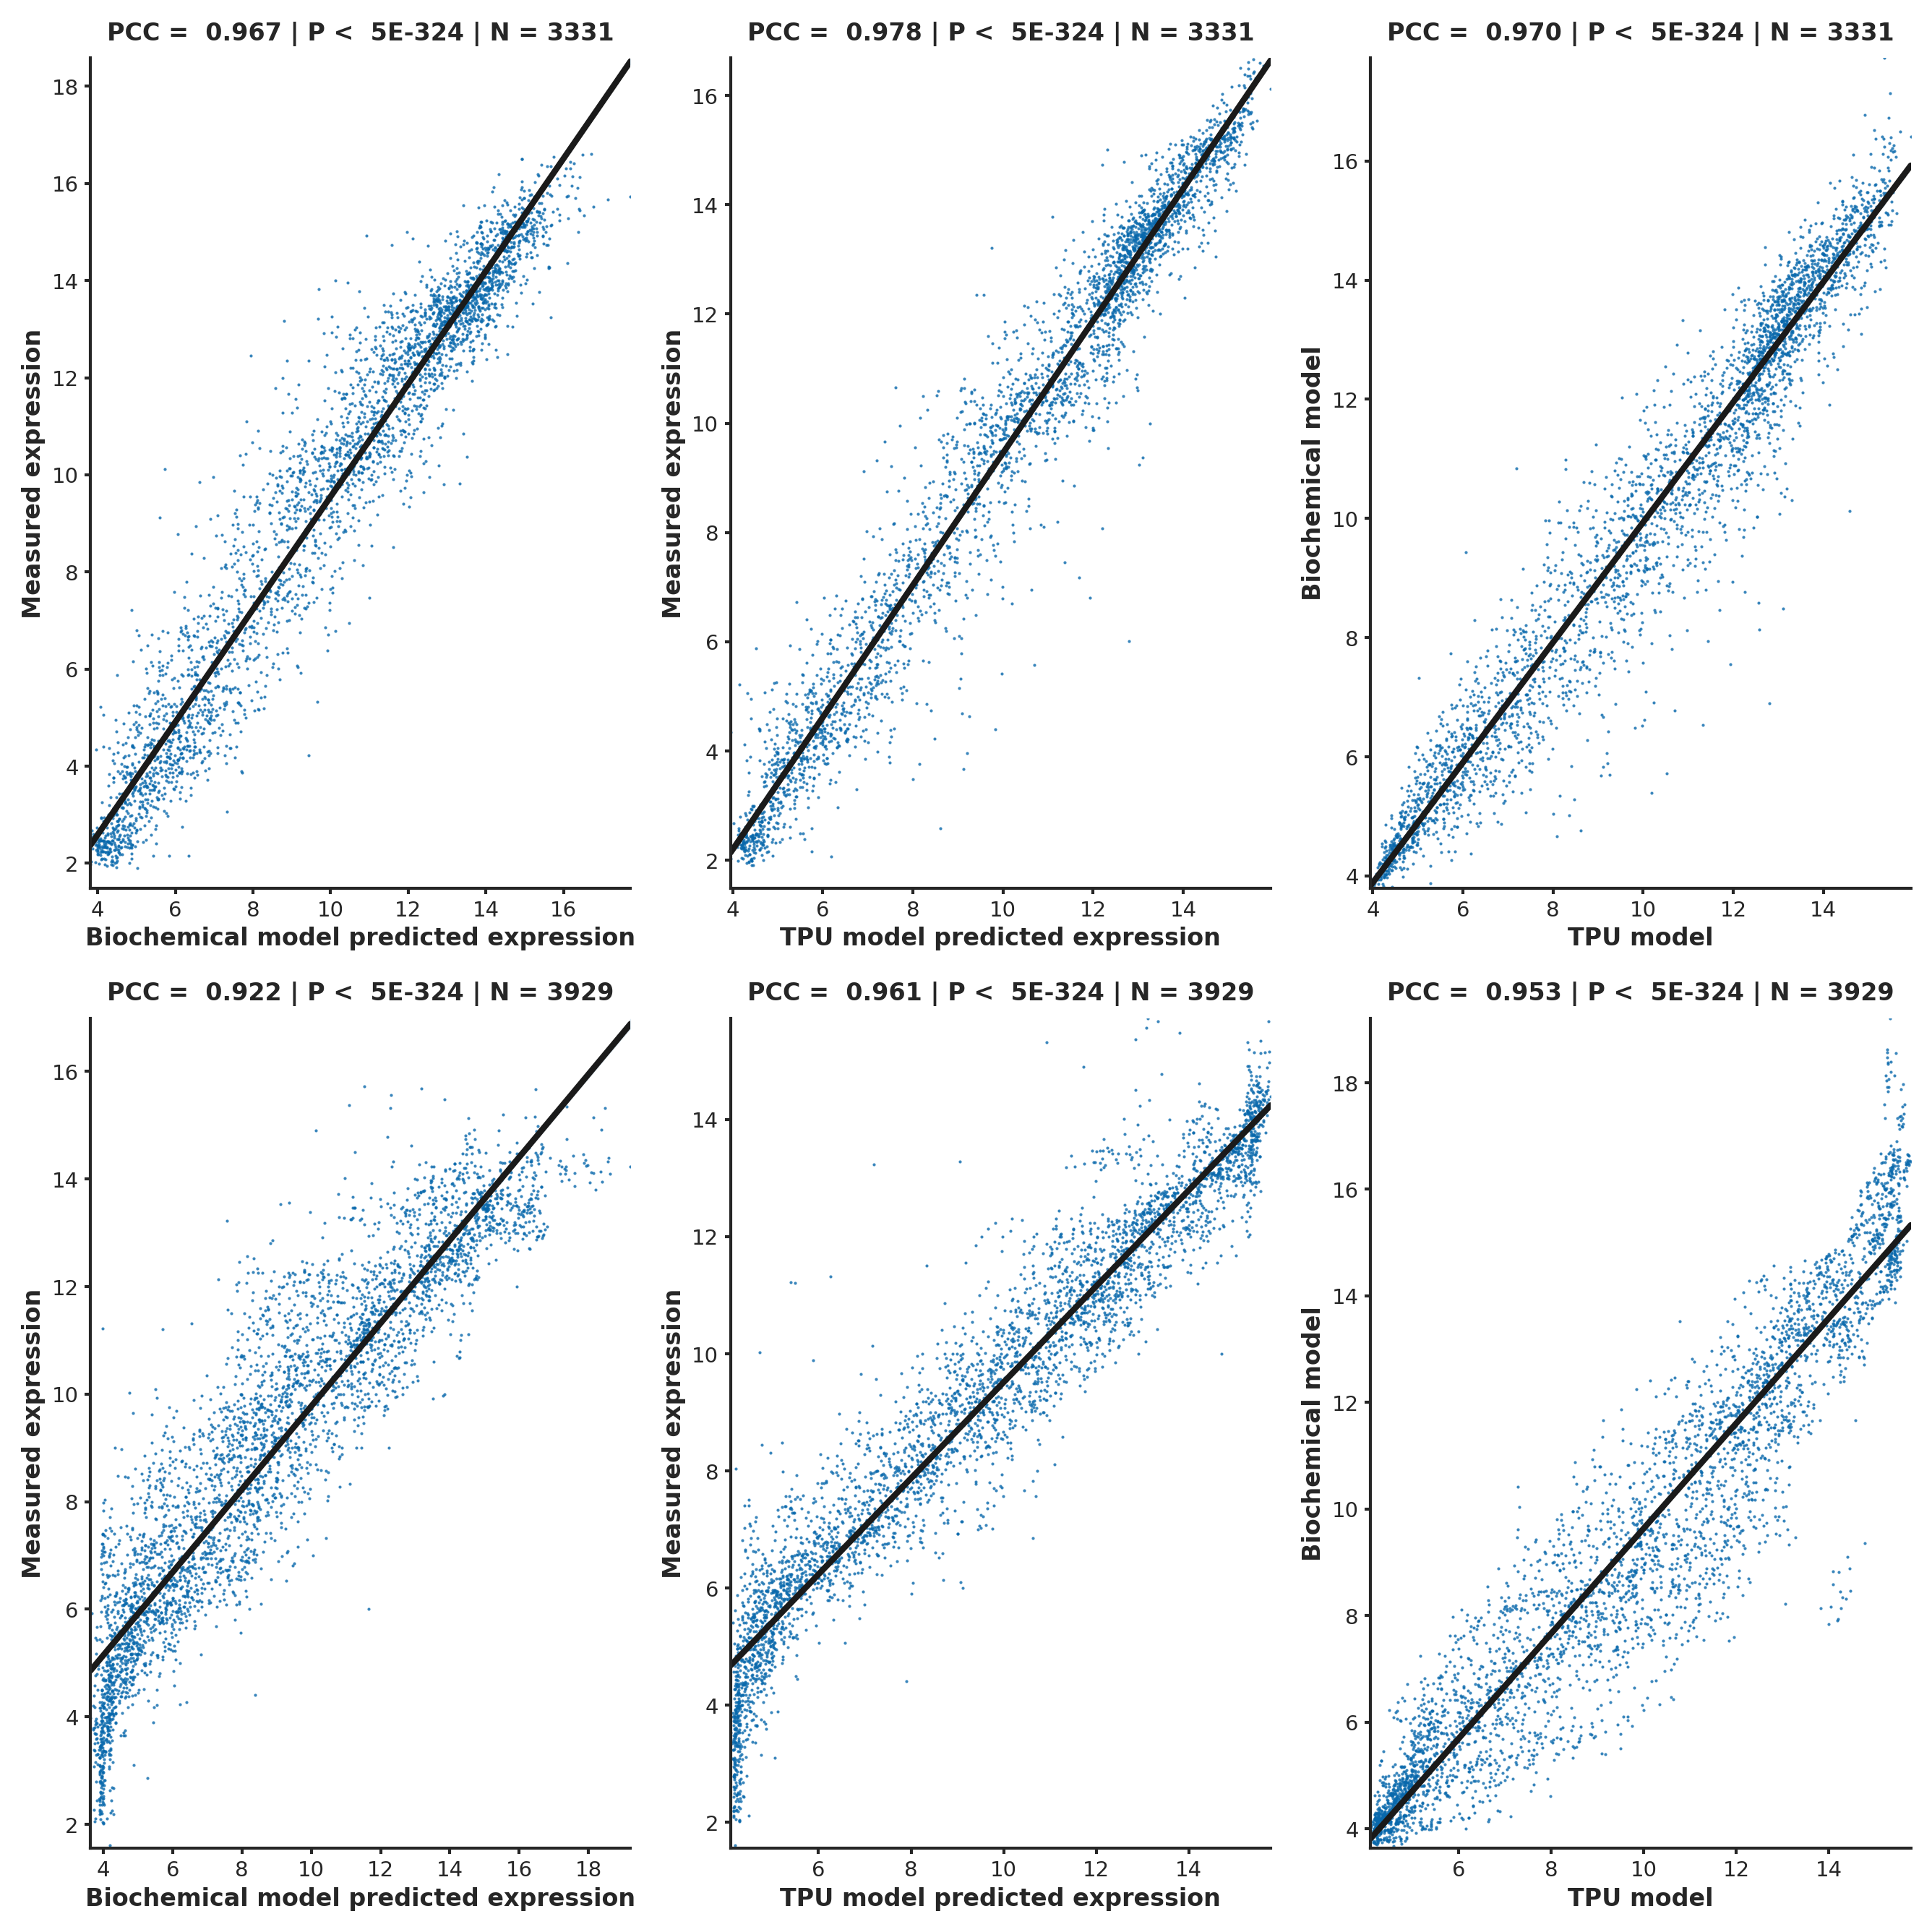 PCC =  0.967 | P <  5E-324 | N = 3331
18
16
14
12
10
8
6
4
2
Measured expression
4 6 8 10 12 14 16
Biochemical model predicted expression
PCC =  0.978 | P <  5E-324 | N = 3331
16
14
12
10
8
6
4
2
Measured expression
4 6 8 10 12 14
TPU model predicted expression
PCC =  0.970 | P <  5E-324 | N = 3331
16
14
12
10
8
6
4
Biochemical model
4 6 8 10 12 14
TPU model
PCC =  0.922 | P <  5E-324 | N = 3929
16
14
12
10
8
6
4
2
Measured expression
4 6 8 10 12 14 16 18
Biochemical model predicted expression
PCC =  0.961 | P <  5E-324 | N = 3929
14
12
10
8
6
4
2
Measured expression
6 8 10 12 14
TPU model predicted expression
PCC =  0.953 | P <  5E-324 | N = 3929
18
16
14
12
10
8
6
4
Biochemical model
6 8 10 12 14
TPU model